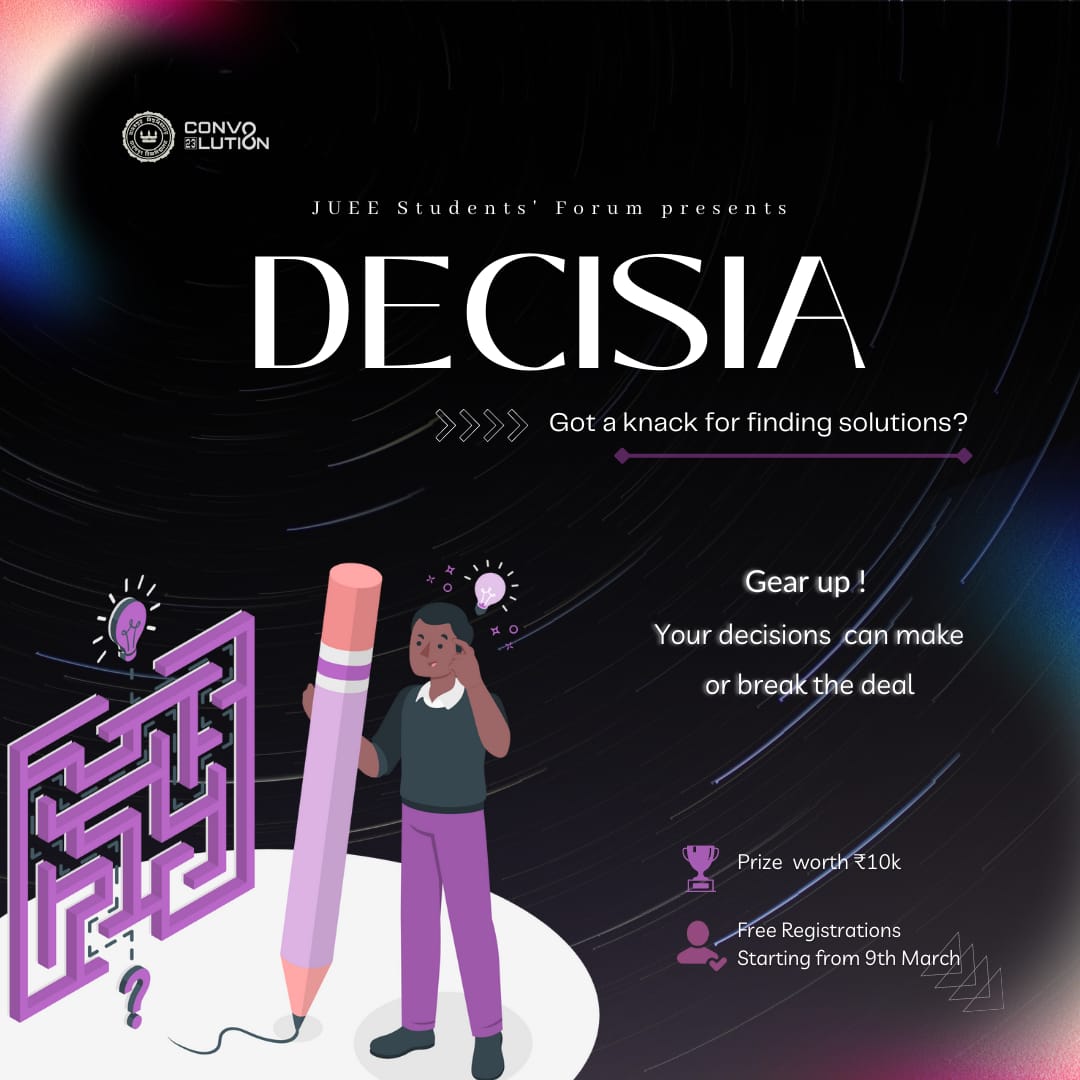 CONVO
23 LUTION
JUEE Students' Forum presents
DECISIA
Got a knack for finding solutions?
Gear up !
Your decisions can make
or break the deal
Prize worth ₹10k
Free Registrations
Starting from 9th March
?